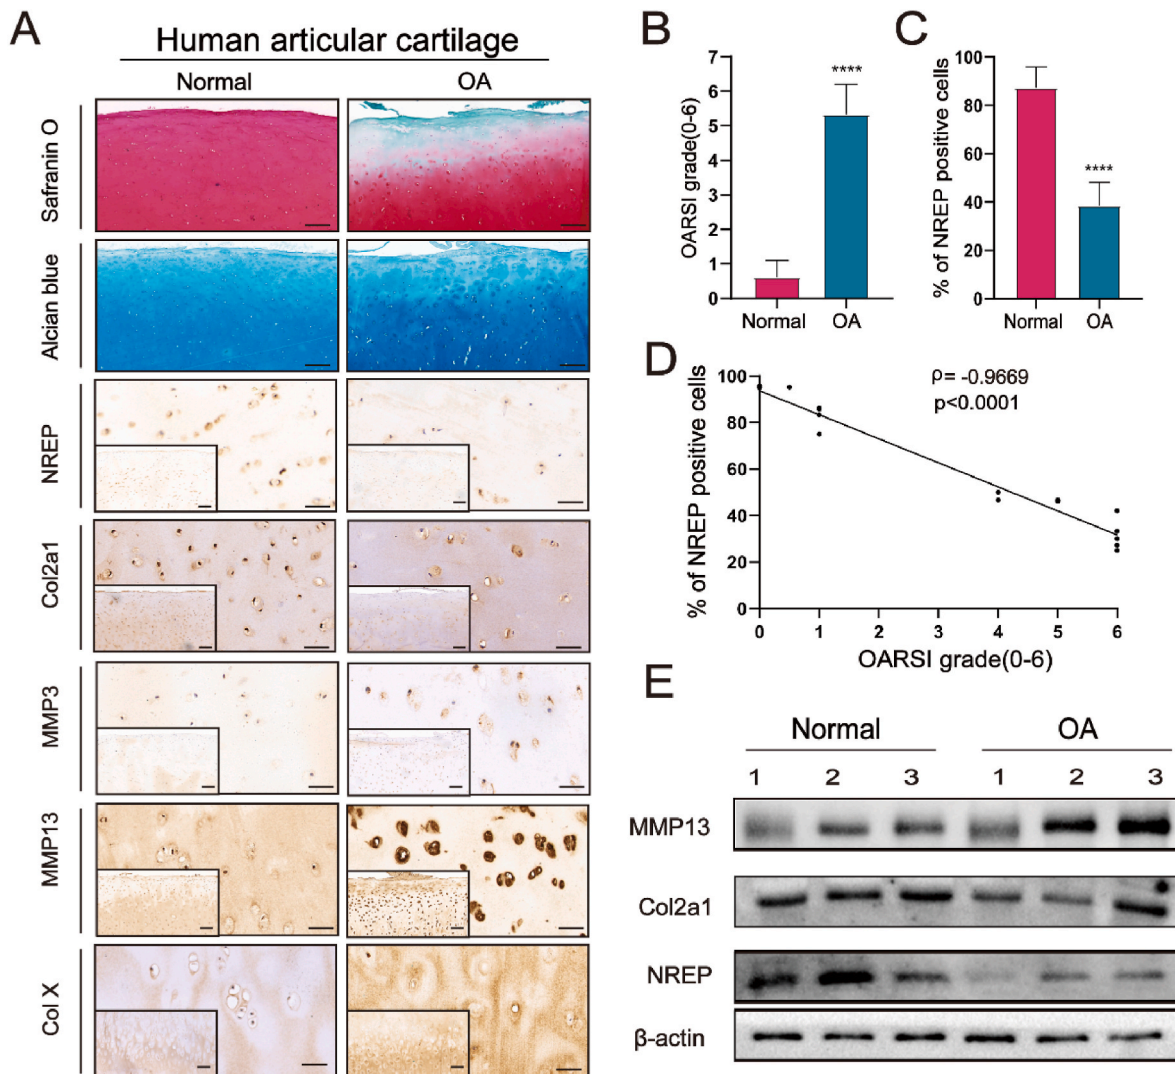 A
Human articular cartilage
Normal
OA
Safranin O
Alcian blue
NREP
Col2a1
MMP3
MMP13
Col X
B
OARSI grade(0-6)
7
6
5
4
3
2
1
0
****
Normal
OA
C
% of NREP positive cells
100
80
60
40
20
0
****
Normal
OA
D
% of NREP positive cells
100
80
60
40
20
0
ρ= -0.9669
p<0.0001
0 1 2 3 4 5 6
OARSI grade(0-6)
E
Normal
OA
1 2 3 1 2 3
MMP13
Col2a1
NREP
β-actin